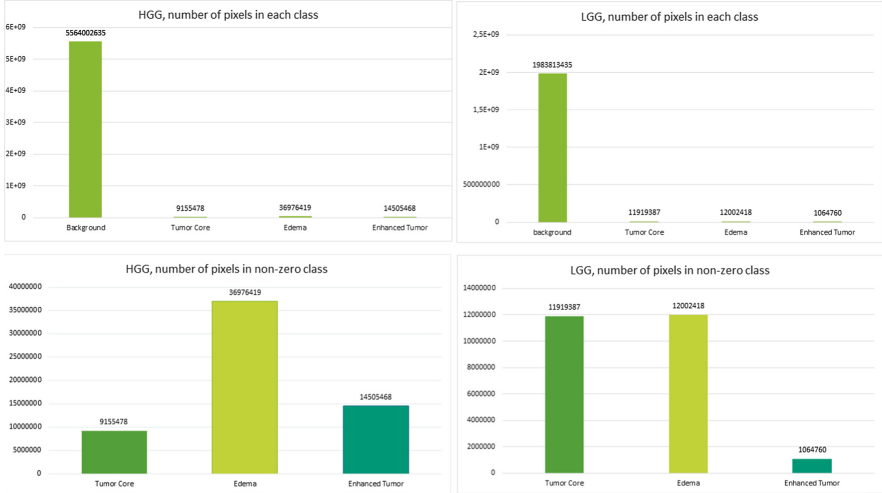 HGG, number of pixels in each class
6E+09
5E+09
4E+09
3E+09
2E+09
1E+09
0
5564002635
9155478
36976419
14505468
Background
Tumor Core
Edema
Enhanced Tumor
LGG, number of pixels in each class
2,5E+09
2E+09
1,5E+09
1E+09
500000000
0
1983813435
11919387
12002418
1064760
background
Tumor Core
Edema
Enhanced Tumor
HGG, number of pixels in non-zero class
40000000
35000000
30000000
25000000
20000000
15000000
10000000
5000000
0
9155478
36976419
14505468
Tumor Core
Edema
Enhanced Tumor
LGG, number of pixels in non-zero class
14000000
12000000
10000000
8000000
6000000
4000000
2000000
0
11919387
12002418
1064760
Tumor Core
Edema
Enhanced Tumor